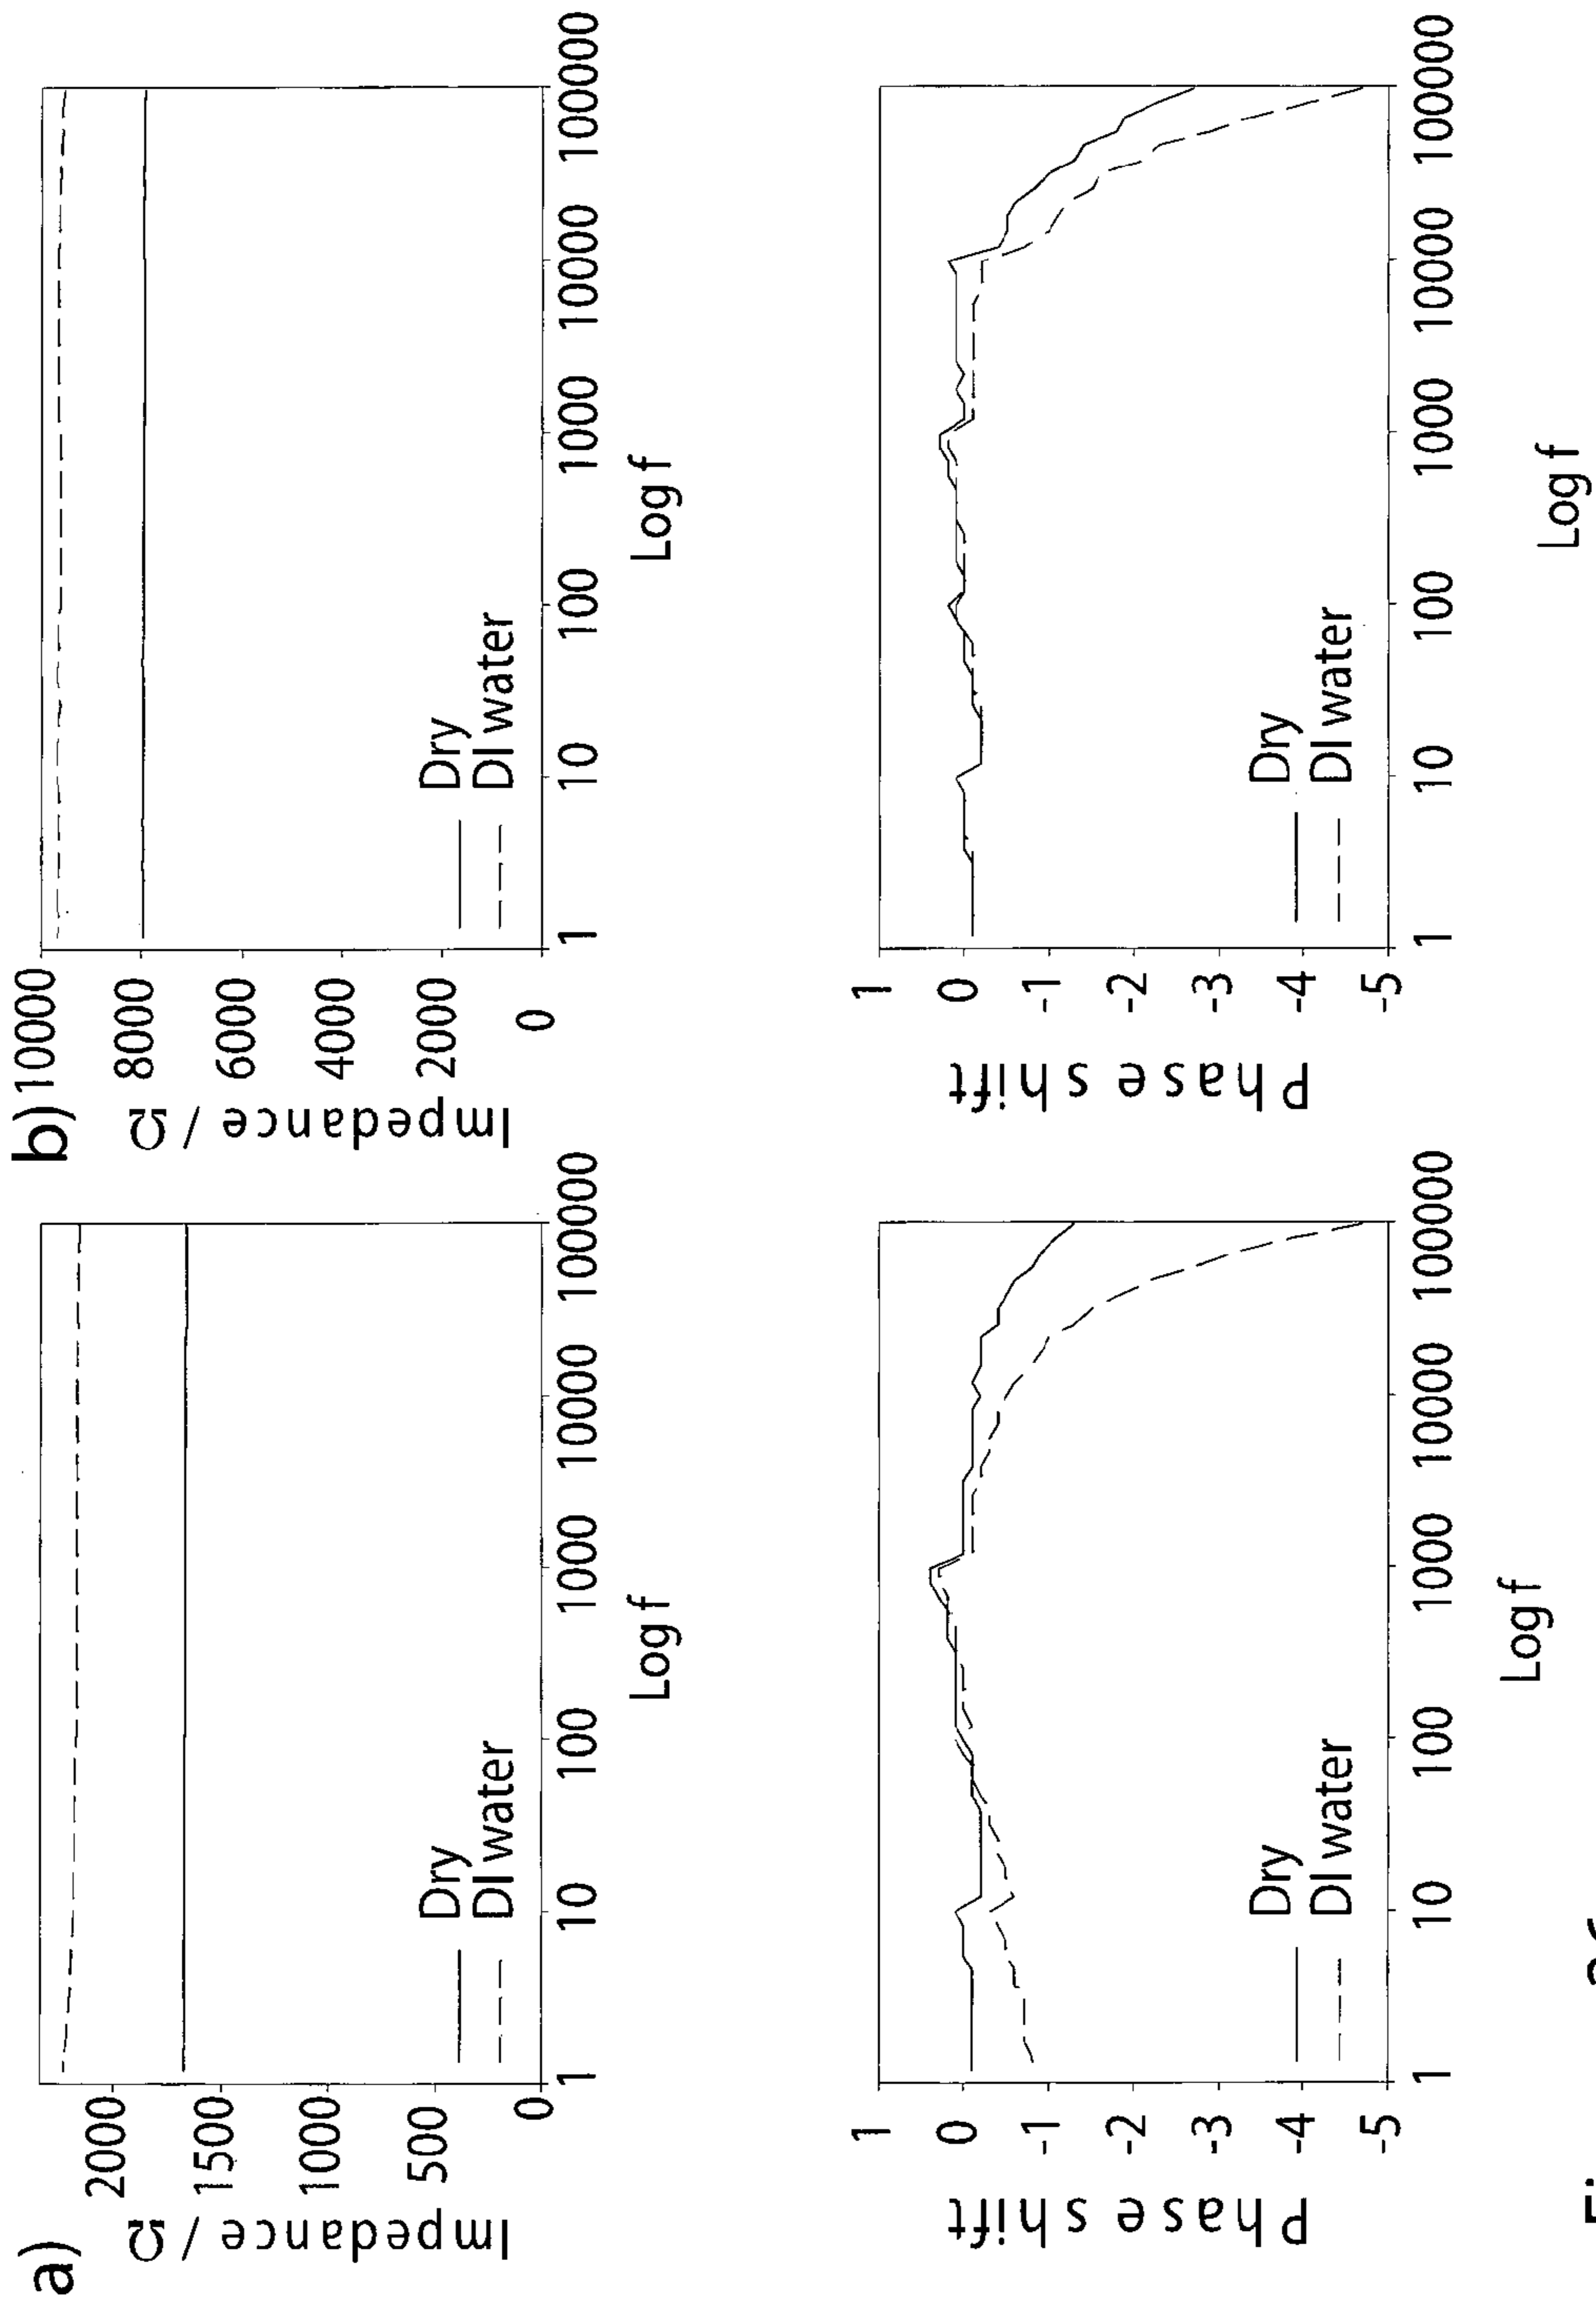 a)
Impedance / Ω
2000
1500
1000
500
0
1 10 100 1000 10000 100000
Log f
Dry
DI water
Phase shift
1
0
-1
-2
-3
-4
-5
1 10 100 1000 10000 100000
Log f
Dry
DI water
b)
Impedance / Ω
10000
8000
6000
4000
2000
0
1 10 100 1000 10000 100000
Log f
Dry
DI water
Phase shift
1
0
-1
-2
-3
-4
-5
1 10 100 1000 10000 100000
Log f
Dry
DI water